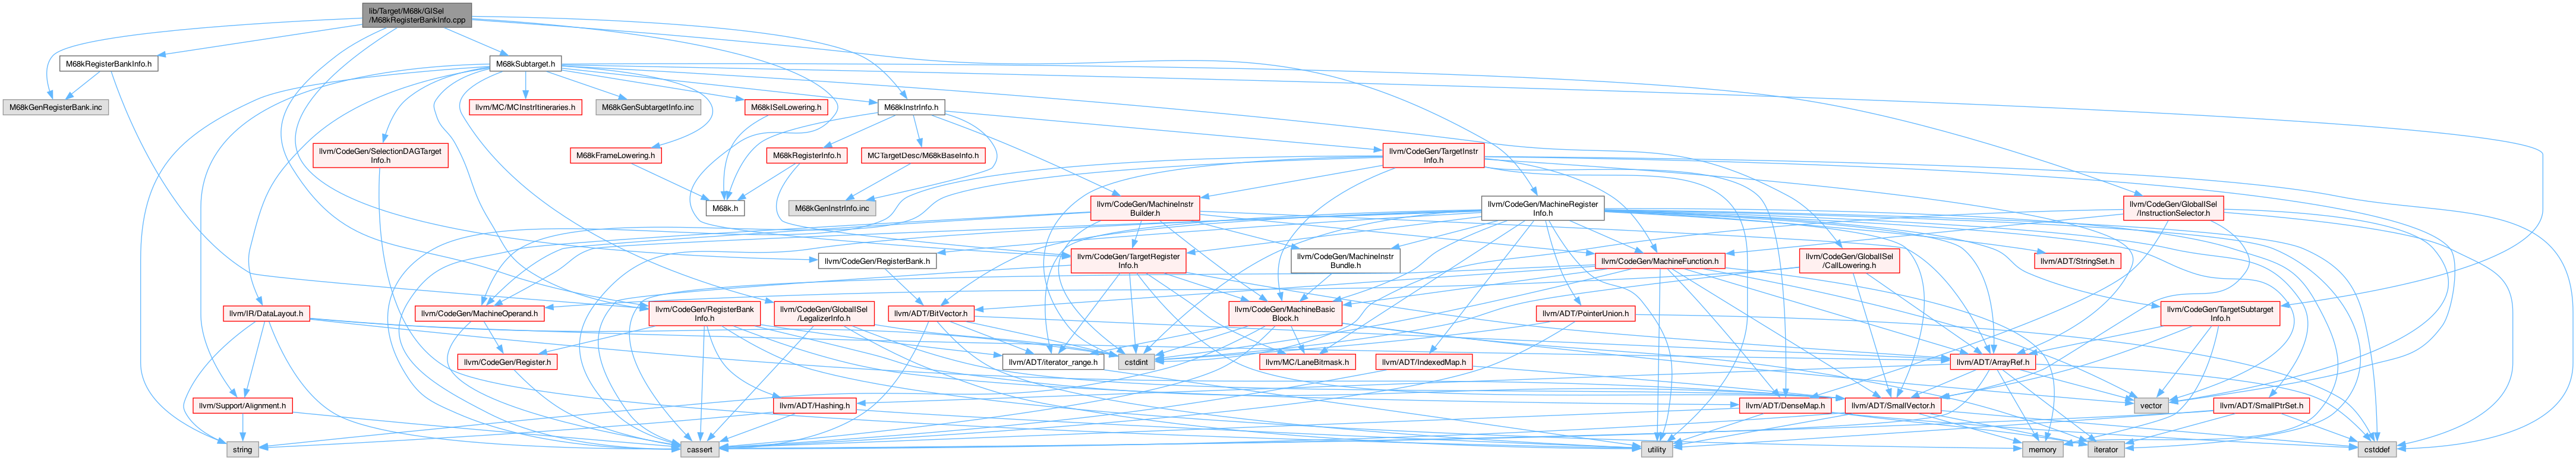 lib/Target/M68k/GISel
/M68kRegisterBankInfo.cpp
M68kRegisterBankInfo.h
M68kSubtarget.h
M68kGenRegisterBank.inc
llvm/MC/MCInstrItineraries.h
M68kGenSubtargetInfo.inc
M68kISelLowering.h
M68kInstrInfo.h
llvm/CodeGen/SelectionDAGTarget
Info.h
M68kFrameLowering.h
M68kRegisterInfo.h
MCTargetDesc/M68kBaseInfo.h
llvm/CodeGen/TargetInstr
Info.h
M68k.h
M68kGenInstrInfo.inc
llvm/CodeGen/MachineInstr
Builder.h
llvm/CodeGen/MachineRegister
Info.h
llvm/CodeGen/GlobalISel
/InstructionSelector.h
llvm/CodeGen/RegisterBank.h
llvm/CodeGen/TargetRegister
Info.h
llvm/CodeGen/MachineInstr
Bundle.h
llvm/CodeGen/MachineFunction.h
llvm/CodeGen/GlobalISel
/CallLowering.h
llvm/ADT/StringSet.h
llvm/IR/DataLayout.h
llvm/CodeGen/MachineOperand.h
llvm/CodeGen/RegisterBank
Info.h
llvm/CodeGen/GlobalISel
/LegalizerInfo.h
llvm/ADT/BitVector.h
llvm/CodeGen/MachineBasic
Block.h
llvm/ADT/PointerUnion.h
llvm/CodeGen/TargetSubtarget
Info.h
llvm/CodeGen/Register.h
llvm/ADT/iterator_range.h
cstdint
llvm/MC/LaneBitmask.h
llvm/ADT/IndexedMap.h
llvm/ADT/ArrayRef.h
llvm/Support/Alignment.h
llvm/ADT/Hashing.h
llvm/ADT/DenseMap.h
llvm/ADT/SmallVector.h
vector
llvm/ADT/SmallPtrSet.h
string
cassert
utility
memory
iterator
cstddef